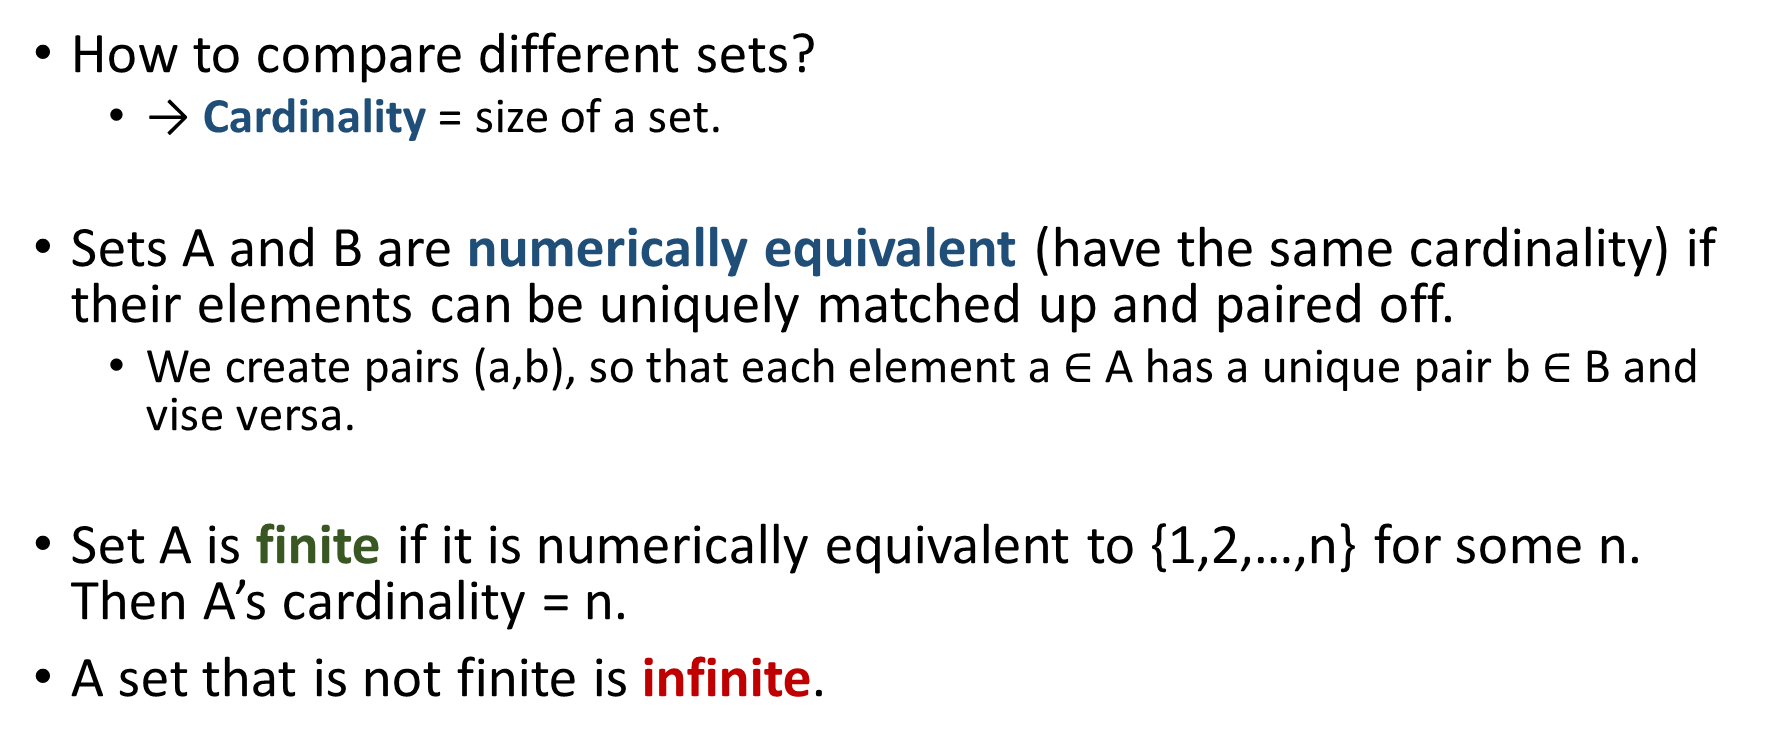 • How to compare different sets?
• → Cardinality = size of a set.
• Sets A and B are numerically equivalent (have the same cardinality) if
their elements can be uniquely matched up and paired off.
• We create pairs (a,b), so that each element a ∈ A has a unique pair b ∈ B and
vise versa.
• Set A is finite if it is numerically equivalent to {1,2,…,n} for some n.
Then A’s cardinality = n.
• A set that is not finite is infinite.